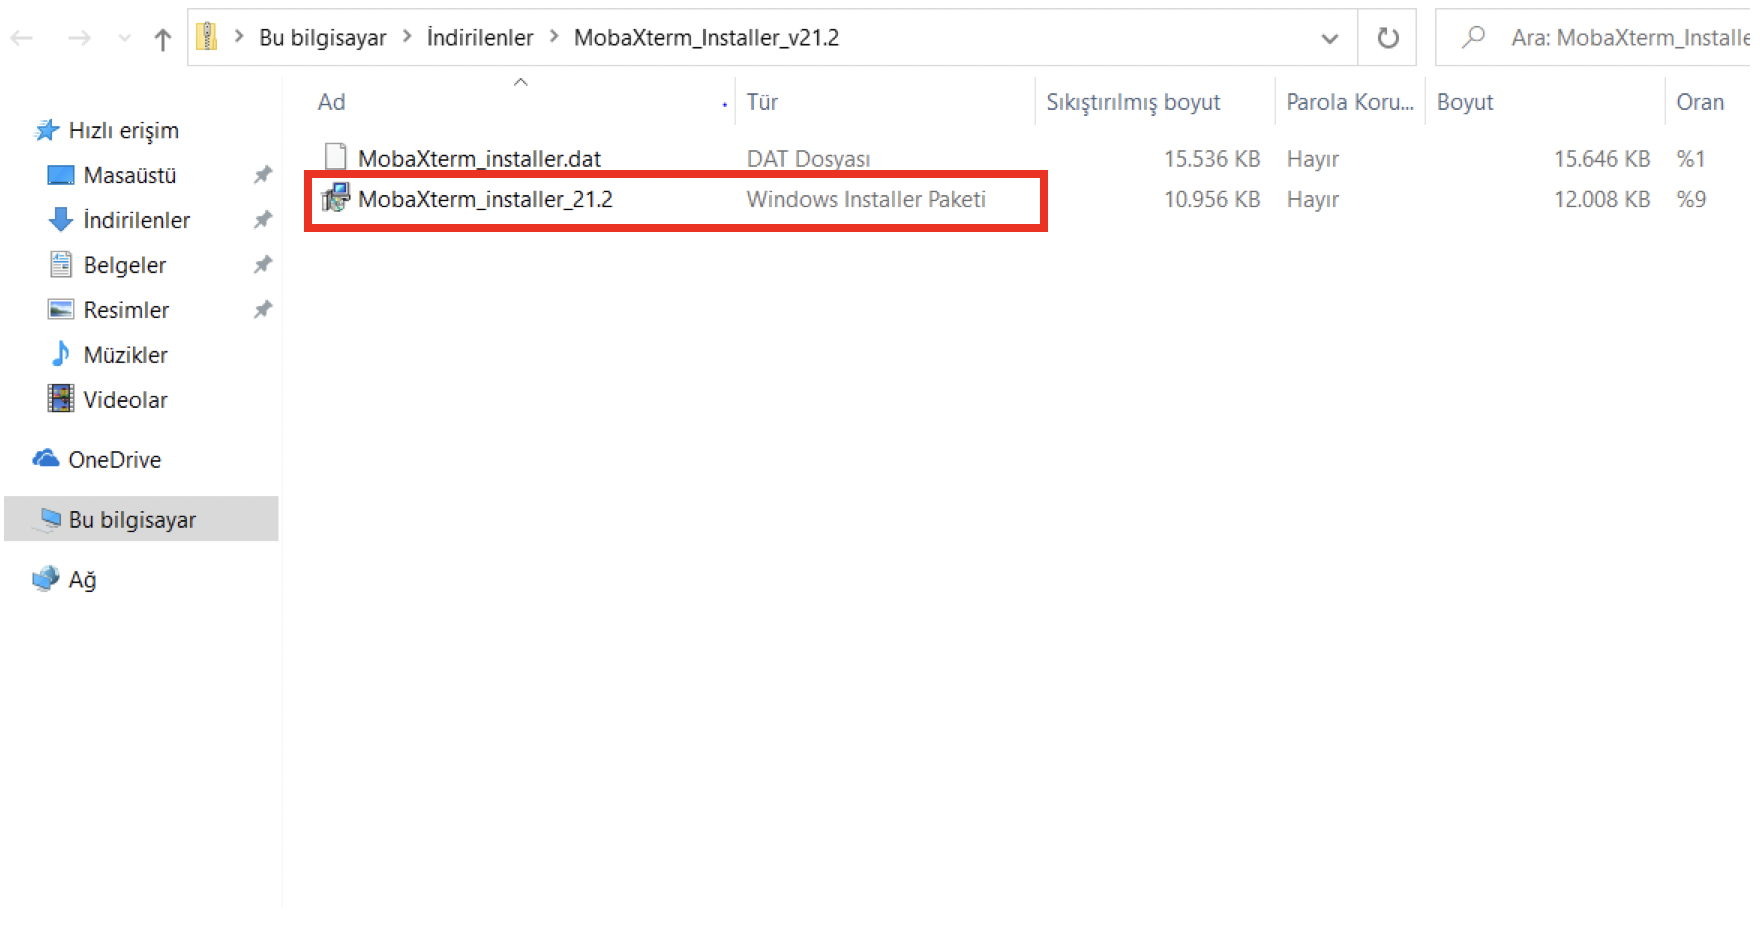 Bu bilgisayar > İndirilenler > MobaXterm_Installer_v21.2
Ara: MobaXterm_Installe
Ad Tür Sıkıştırılmış boyut Parola Koru... Boyut Oran
MobaXterm_installer.dat DAT Dosyası 15.536 KB Hayır 15.646 KB %1
MobaXterm_installer_21.2 Windows Installer Paketi 10.956 KB Hayır 12.008 KB %9
Hızlı erişim
Masaüstü
İndirilenler
Belgeler
Resimler
Müzikler
Videolar
OneDrive
Bu bilgisayar
Ağ